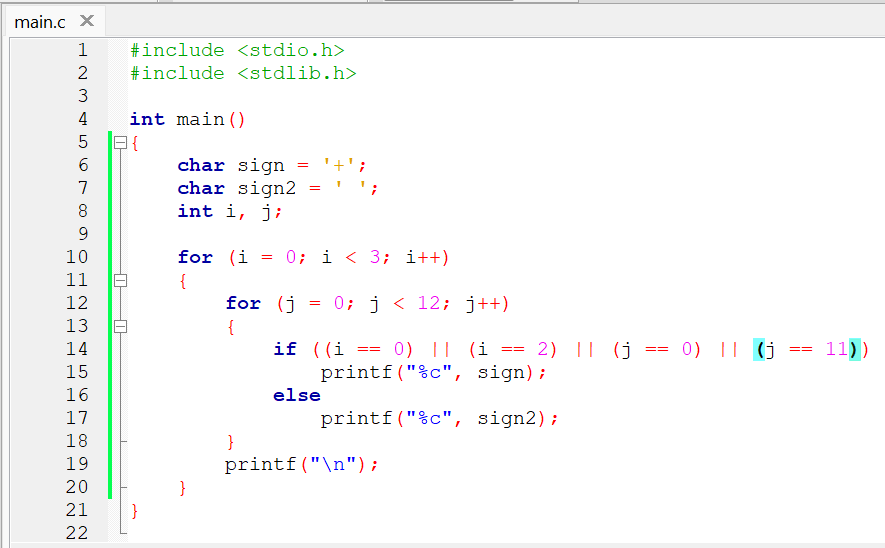 main.c ✕
1 #include <stdio.h>
2 #include <stdlib.h>
3
4 int main()
5 {
6     char sign = '+';
7     char sign2 = ' ';
8     int i, j;
9
10     for (i = 0; i < 3; i++)
11     {
12         for (j = 0; j < 12; j++)
13         {
14             if ((i == 0) || (i == 2) || (j == 0) || (j == 11))
15                 printf("%c", sign);
16             else
17                 printf("%c", sign2);
18         }
19         printf("\n");
20     }
21 }
22